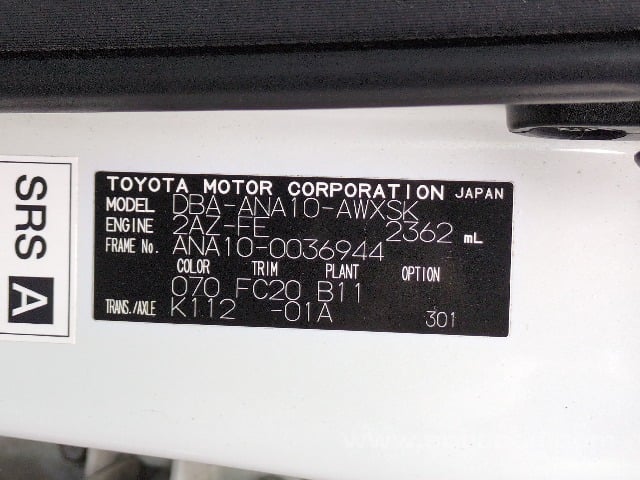 TOYOTA MOTOR CORPORATION JAPAN
MODEL DBA-ANA10-AWXSK
ENGINE 2AZ-FE 2362 mL
FRAME No. ANA10-0036944
COLOR TRIM PLANT OPTION
070 FC20 B11
TRANS./AXLE K112 -01A 301
SRS A